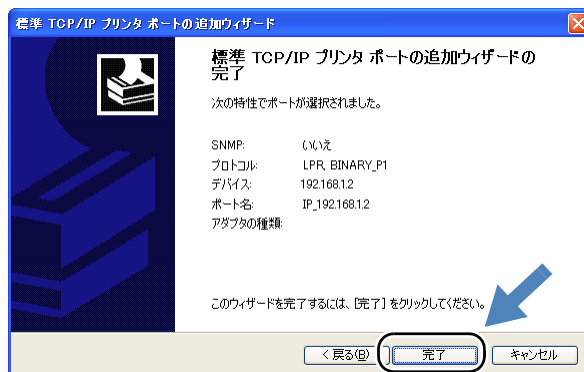 標準 TCP/IP プリンタ ポートの追加ウィザード
標準 TCP/IP プリンタ ポートの追加ウィザードの
完了
次の特性でポートが選択されました。
SNMP: いいえ
プロトコル: LPR, BINARY_P1
デバイス: 192.168.1.2
ポート名: IP_192.168.1.2
アダプタの種類:
このウィザードを完了するには、[完了] をクリックしてください。
< 戻る(B) 完了 キャンセル